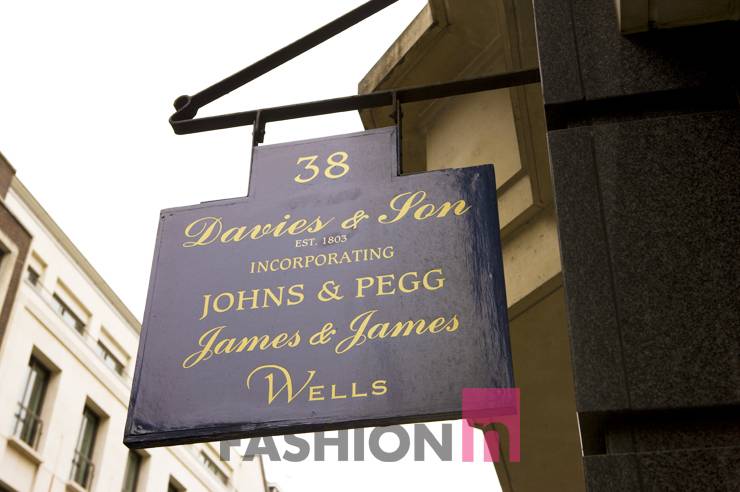 38
Davies & Son
EST. 1803
INCORPORATING
JOHNS & PEGG
James & James
WELLS
FASHION n